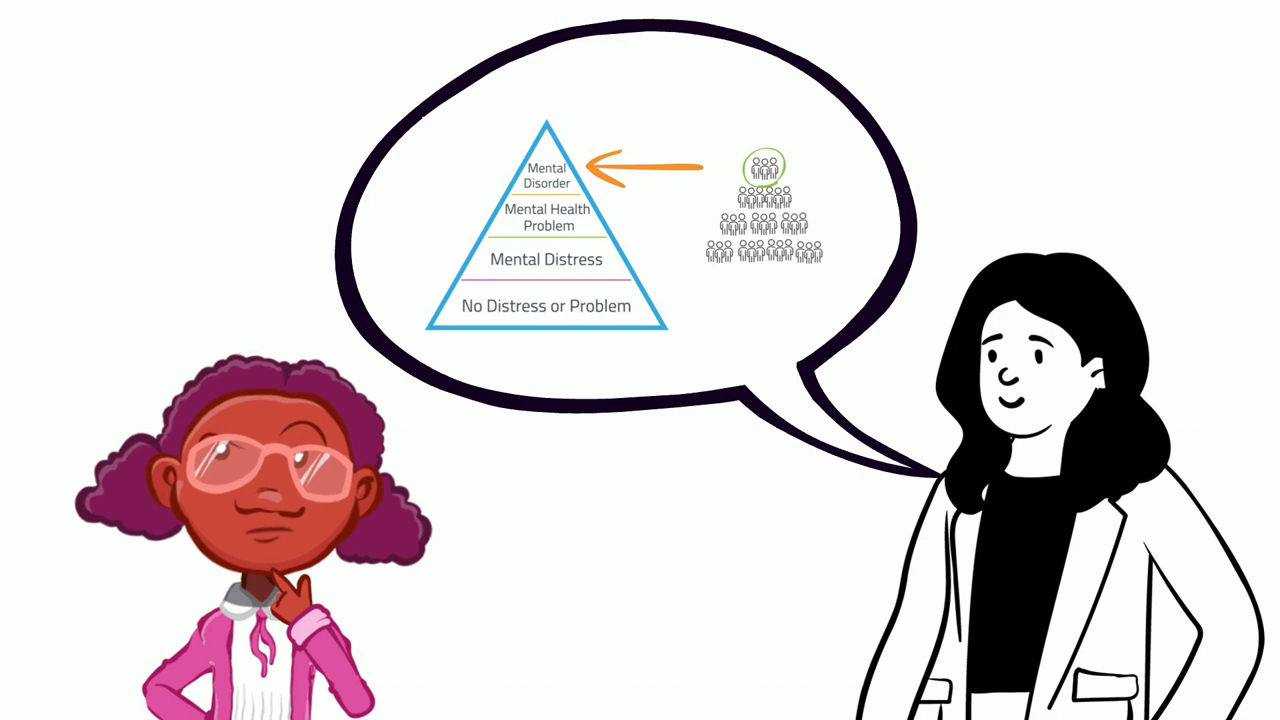 Mental
Disorder
Mental Health
Problem
Mental Distress
No Distress or Problem